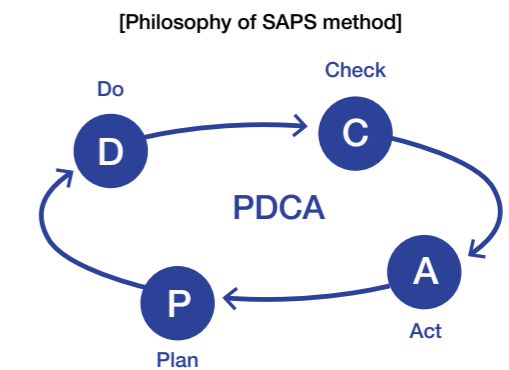 [Philosophy of SAPS method]
Check
Do
C
D
PDCA
A
P
Act
Plan